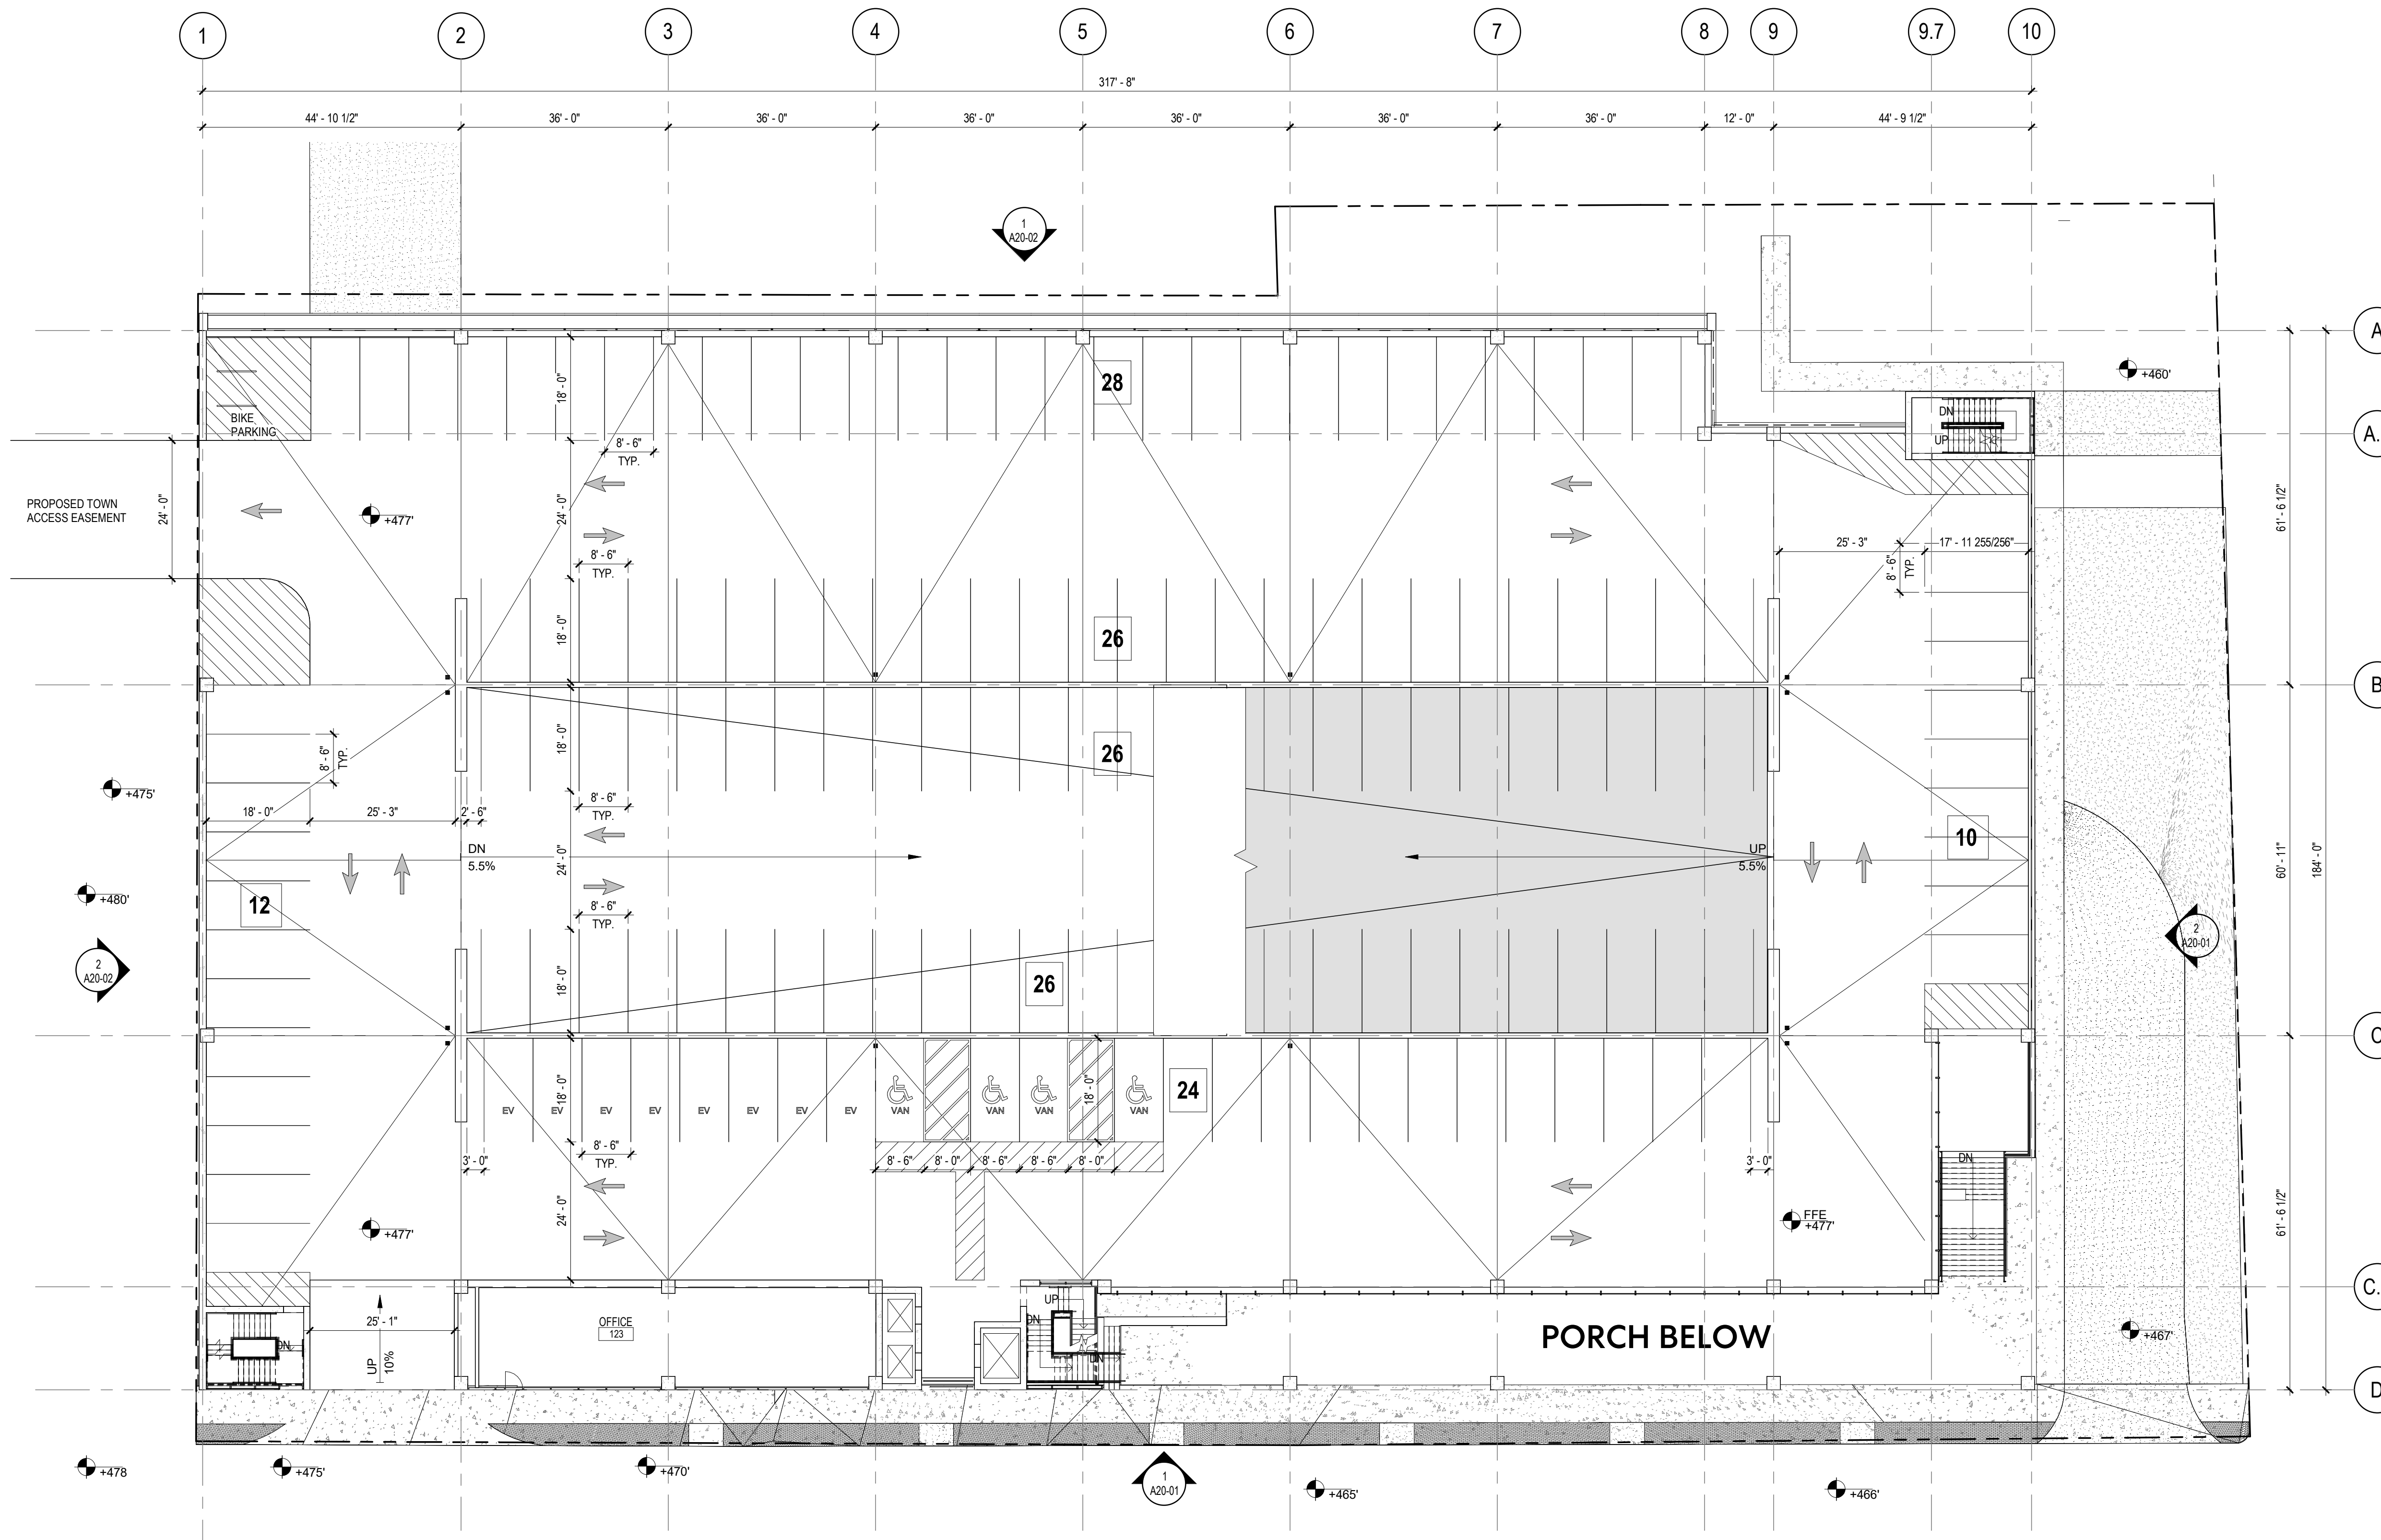 1
2
3
4
5
6
7
8
9
9.7
10
317' - 8"
44' - 10 1/2"
36' - 0"
36' - 0"
36' - 0"
36' - 0"
36' - 0"
36' - 0"
12' - 0"
44' - 9 1/2"
1
A20-02
A
28
+460'
18' - 0"
BIKE
PARKING
DN
UP
A.
8' - 6"
TYP.
PROPOSED TOWN
ACCESS EASEMENT
24' - 0"
+477'
24' - 0"
61' - 6 1/2"
8' - 6"
TYP.
25' - 3"
17' - 11 255/256"
8' - 6"
TYP.
18' - 0"
26
B
18' - 0"
26
8' - 6"
TYP.
+475'
18' - 0"
25' - 3"
2' - 6"
8' - 6"
TYP.
10
DN
5.5%
24' - 0"
UP
5.5%
60' - 11"
184' - 0"
+480'
12
8' - 6"
TYP.
2
A20-02
2
A20-01
18' - 0"
26
C
18' - 0"
EV
EV
EV
EV
EV
EV
EV
EV
VAN
VAN
VAN
18' - 0"
24
8' - 6"
TYP.
3' - 0"
8' - 6"
8' - 0"
8' - 6"
8' - 6"
8' - 0"
3' - 0"
DN
24' - 0"
+477'
FFE
+477'
61' - 6 1/2"
C.
UP
DN
25' - 1"
OFFICE
123
DN
UP
10%
DN
PORCH BELOW
+467'
D
+478
+475'
+470'
1
A20-01
+465'
+466'